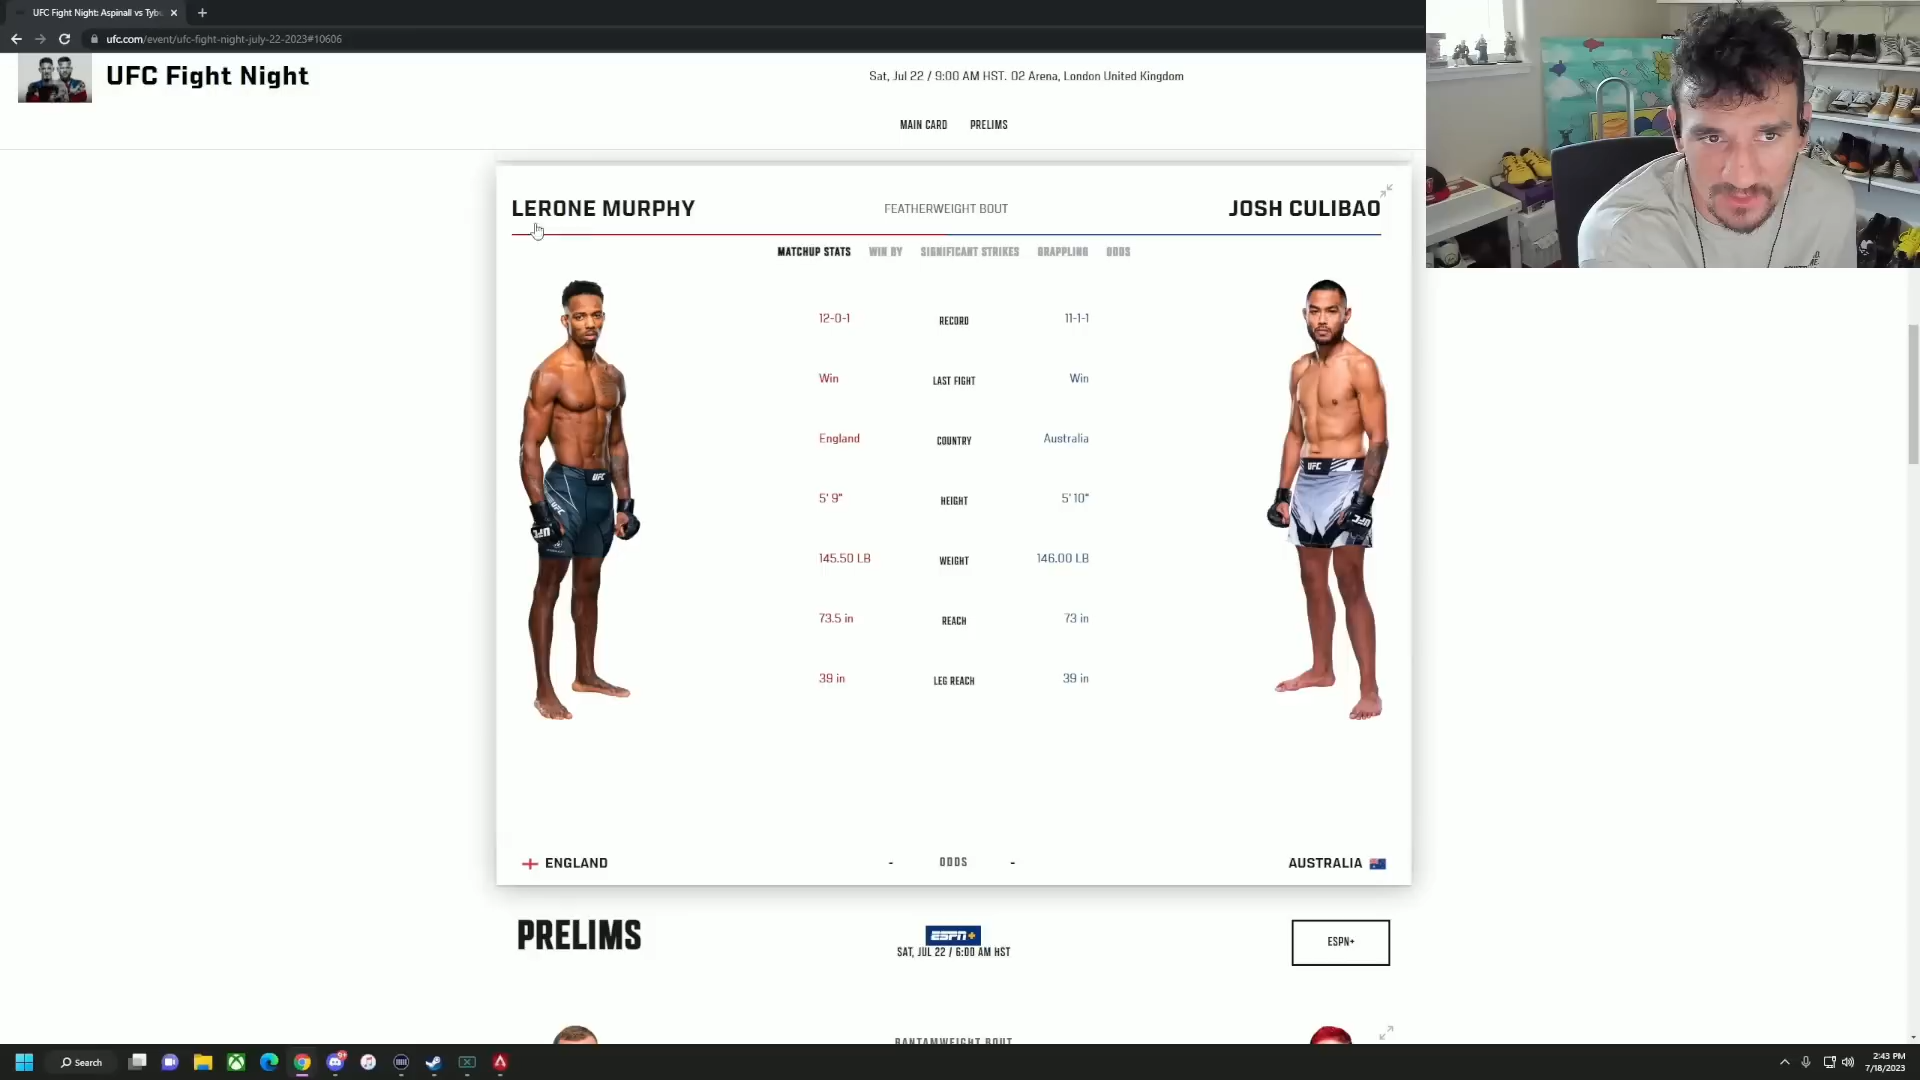 UFC Fight Night: Aspinall vs Tyb
ufc.com/event/ufc-fight-night-july-22-2023#10606
UFC Fight Night
Sat, Jul 22 / 9:00 AM HST. O2 Arena, London United Kingdom
MAIN CARD PRELIMS
LERONE MURPHY FEATHERWEIGHT BOUT JOSH CULIBAO
MATCHUP STATS WIN BY SIGNIFICANT STRIKES GRAPPLING ODDS
12-0-1 RECORD 11-1-1
Win LAST FIGHT Win
England COUNTRY Australia
5' 9" HEIGHT 5' 10"
145.50 LB WEIGHT 146.00 LB
73.5 in REACH 73 in
39 in LEG REACH 39 in
UFC
UFC
ENGLAND - ODDS - AUSTRALIA
PRELIMS
ESPN+
SAT, JUL 22 / 6:00 AM HST
ESPN+
BANTAMWEIGHT BOUT
Search
2:43 PM
7/18/2023